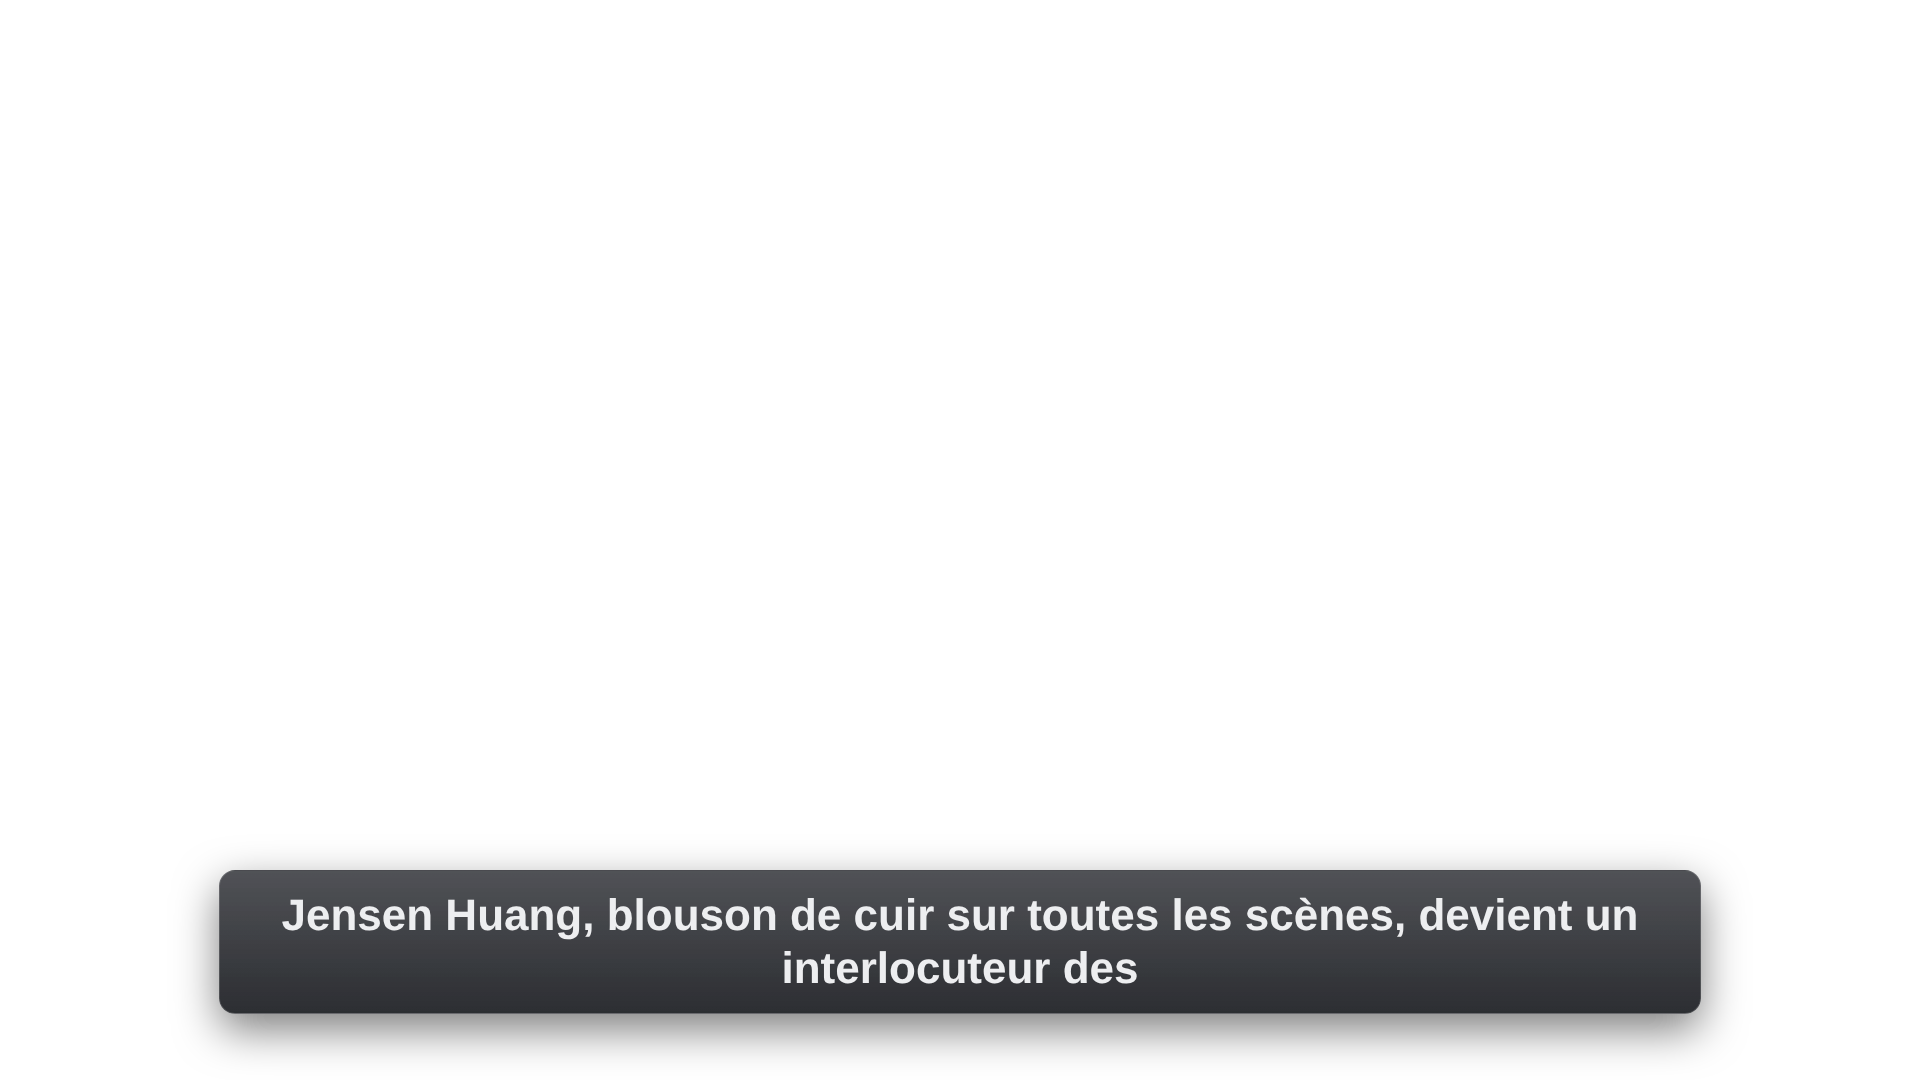 Jensen Huang, blouson de cuir sur toutes les scènes, devient un
interlocuteur des